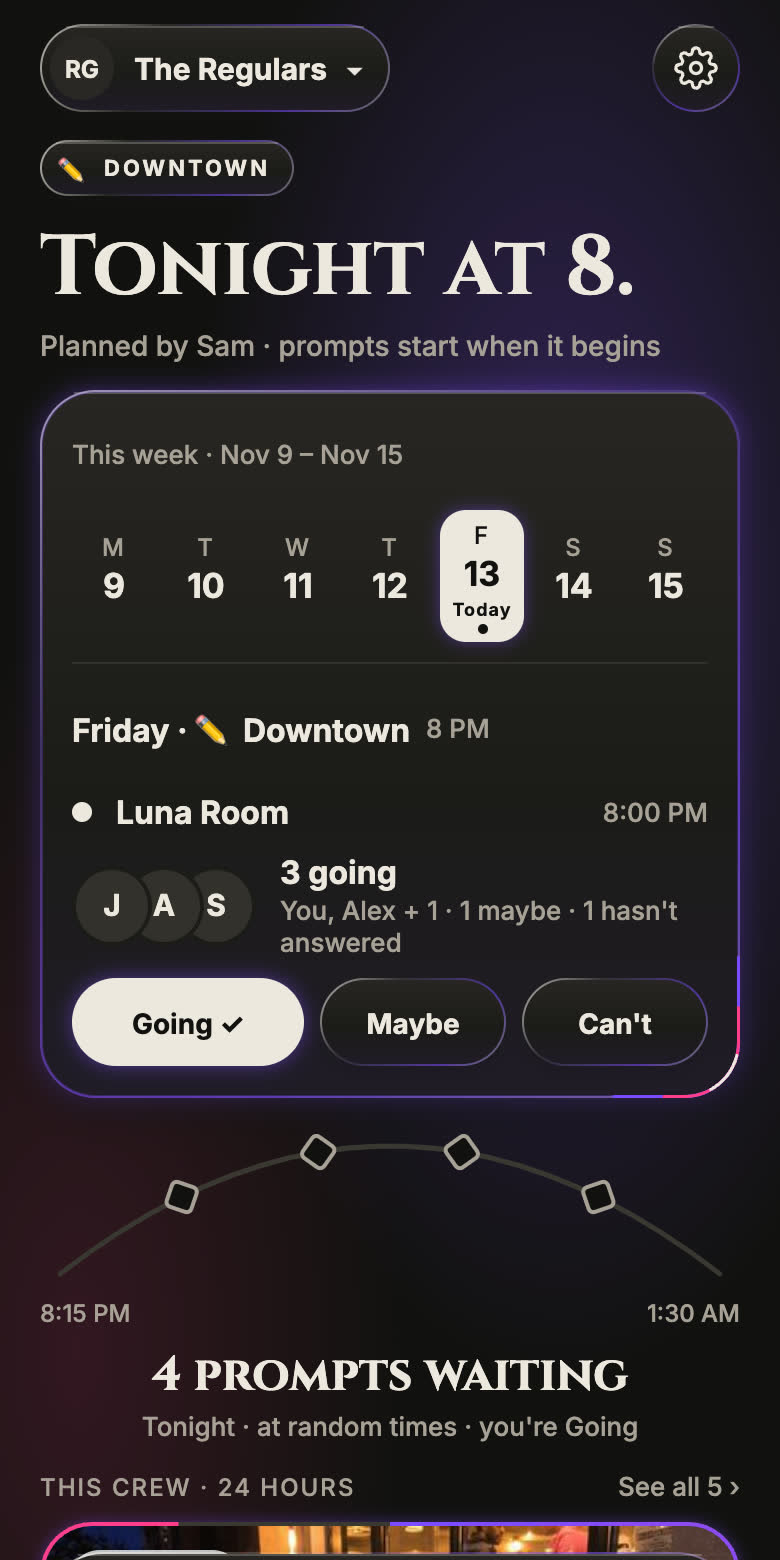 RG The Regulars
✏️ DOWNTOWN
Tonight at 8.
Planned by Sam · prompts start when it begins
This week · Nov 9 – Nov 15
M T W T F S S
9 10 11 12 13 14 15
Today
Friday · ✏️ Downtown 8 PM
Luna Room 8:00 PM
J A S
3 going
You, Alex + 1 · 1 maybe · 1 hasn't
answered
Going ✓ Maybe Can't
8:15 PM 1:30 AM
4 prompts waiting
Tonight · at random times · you're Going
THIS CREW · 24 HOURS See all 5 ›